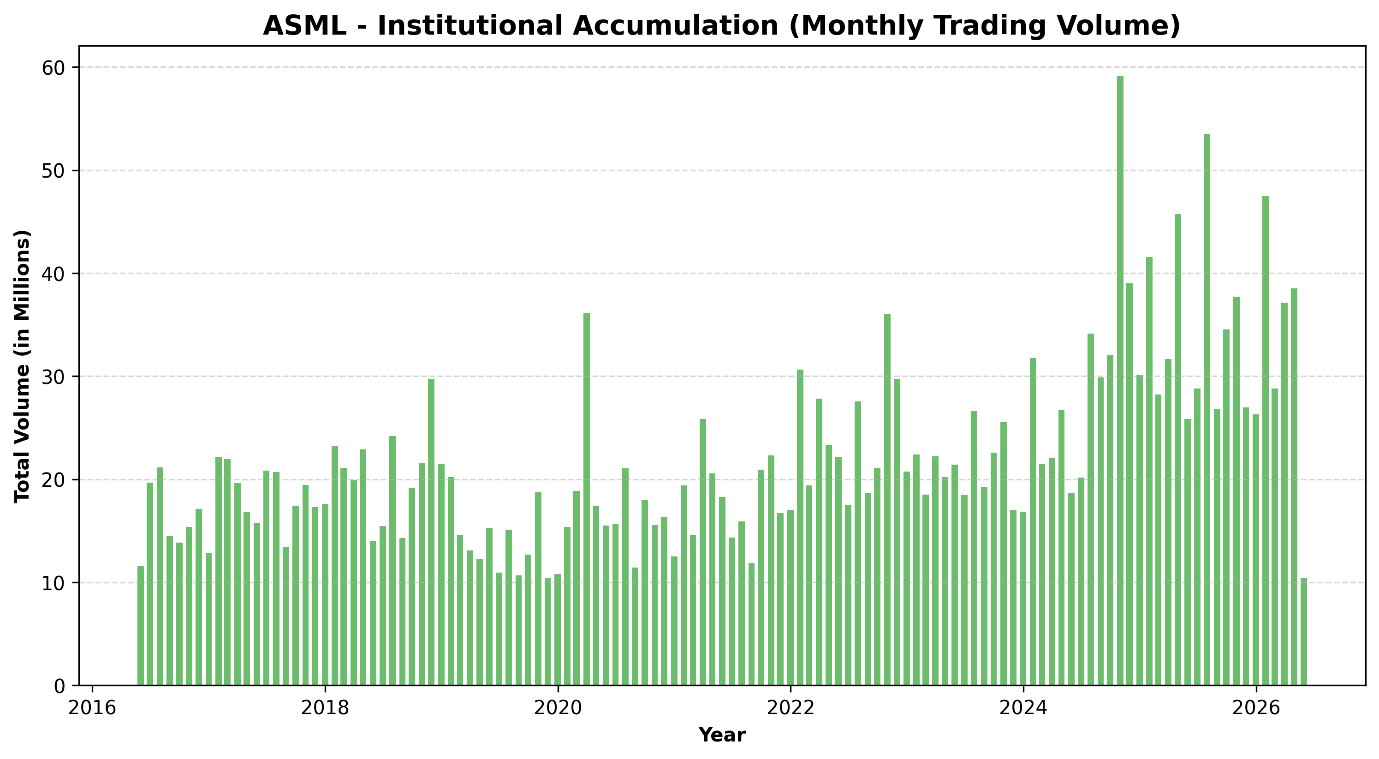 ASML - Institutional Accumulation (Monthly Trading Volume)
Total Volume (in Millions)
60
50
40
30
20
10
0
2016 2018 2020 2022 2024 2026
Year